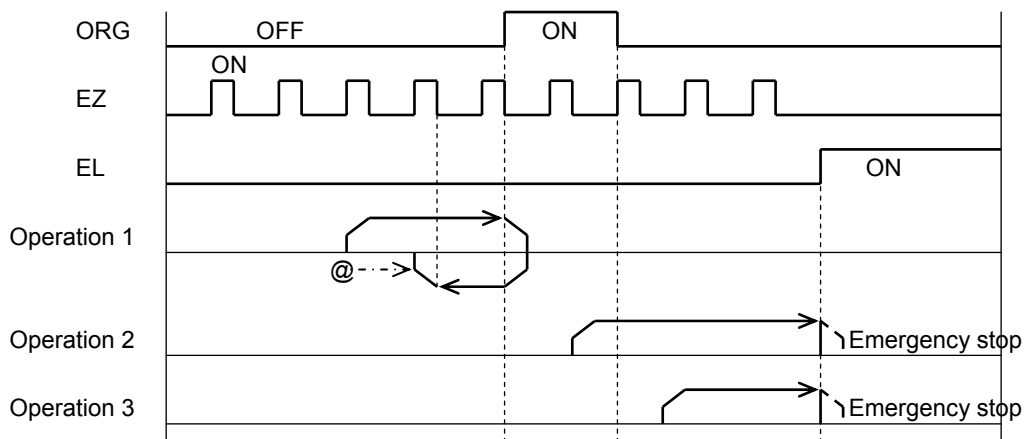 ORG OFF ON
ON
EZ
EL ON
Operation 1
@
Operation 2 Emergency stop
Operation 3 Emergency stop